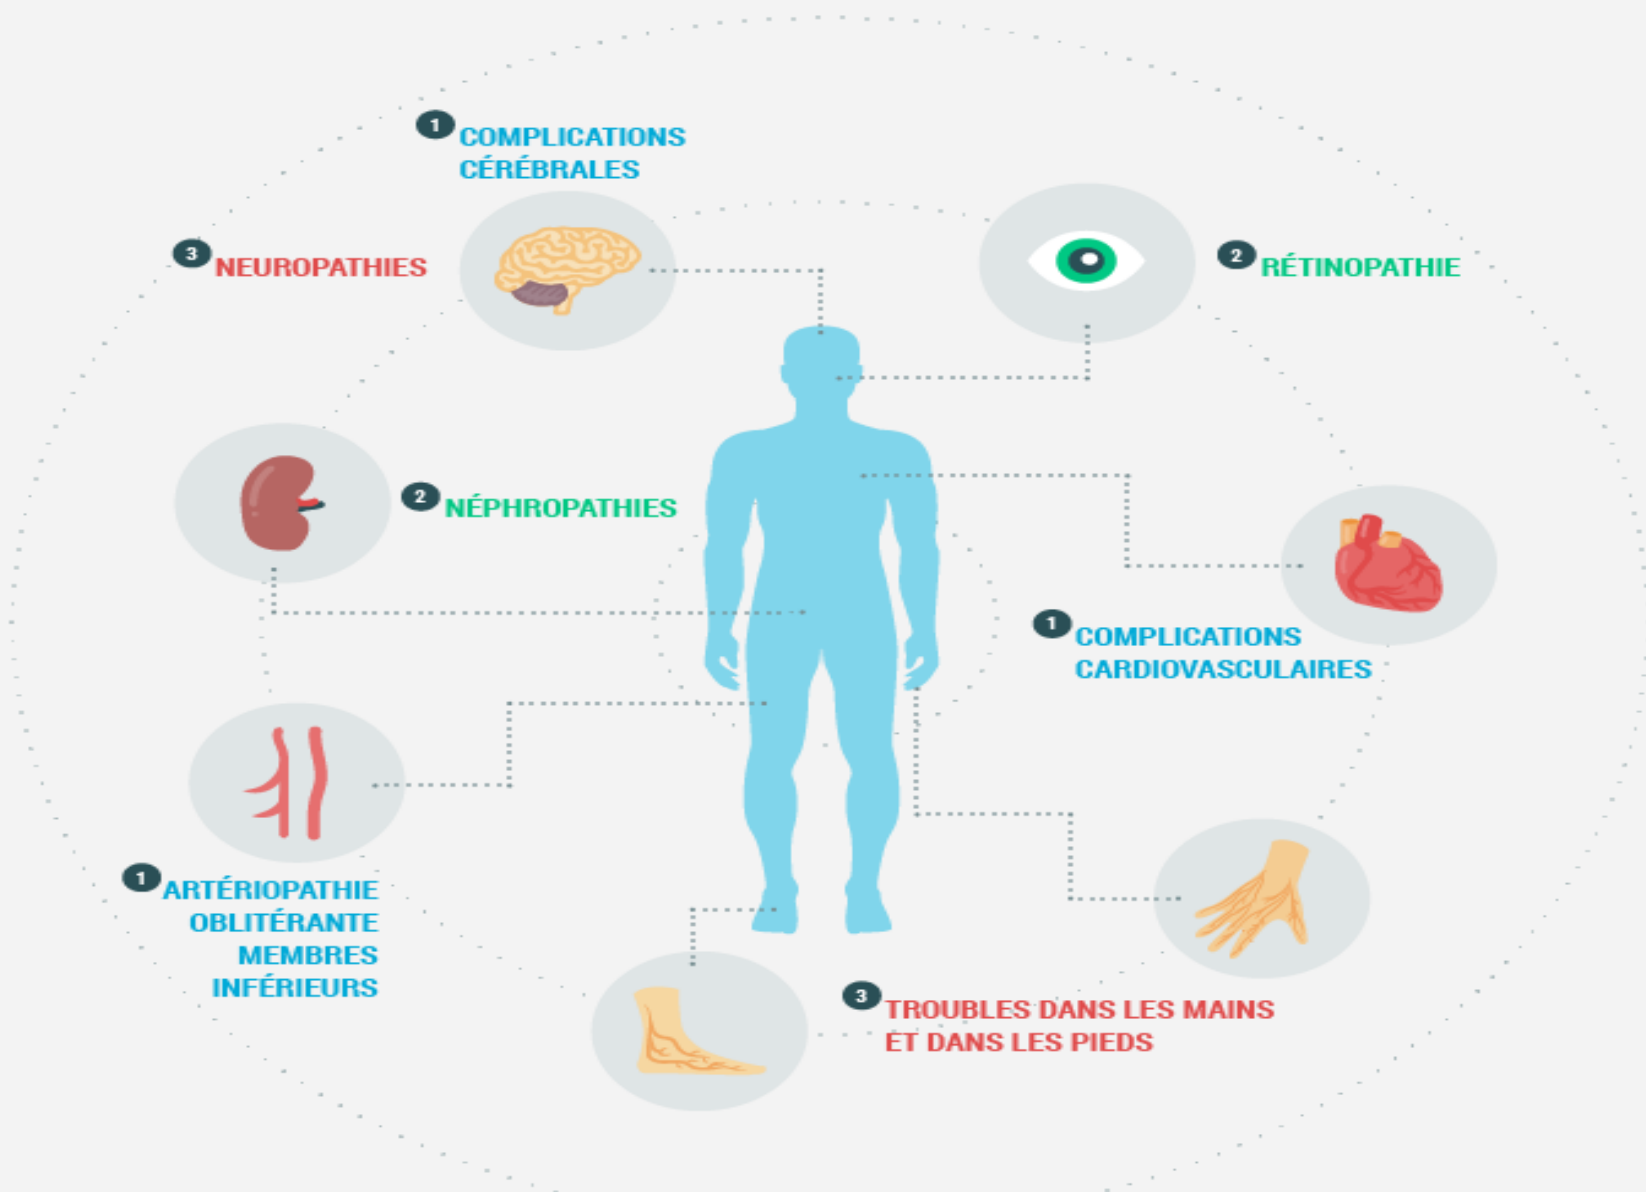 1 COMPLICATIONS
CÉRÉBRALES
3 NEUROPATHIES
2 RÉTINOPATHIE
2 NÉPHROPATHIES
1 COMPLICATIONS
CARDIOVASCULAIRES
1 ARTÉRIOPATHIE
OBLITÉRANTE
MEMBRES
INFÉRIEURS
3 TROUBLES DANS LES MAINS
ET DANS LES PIEDS